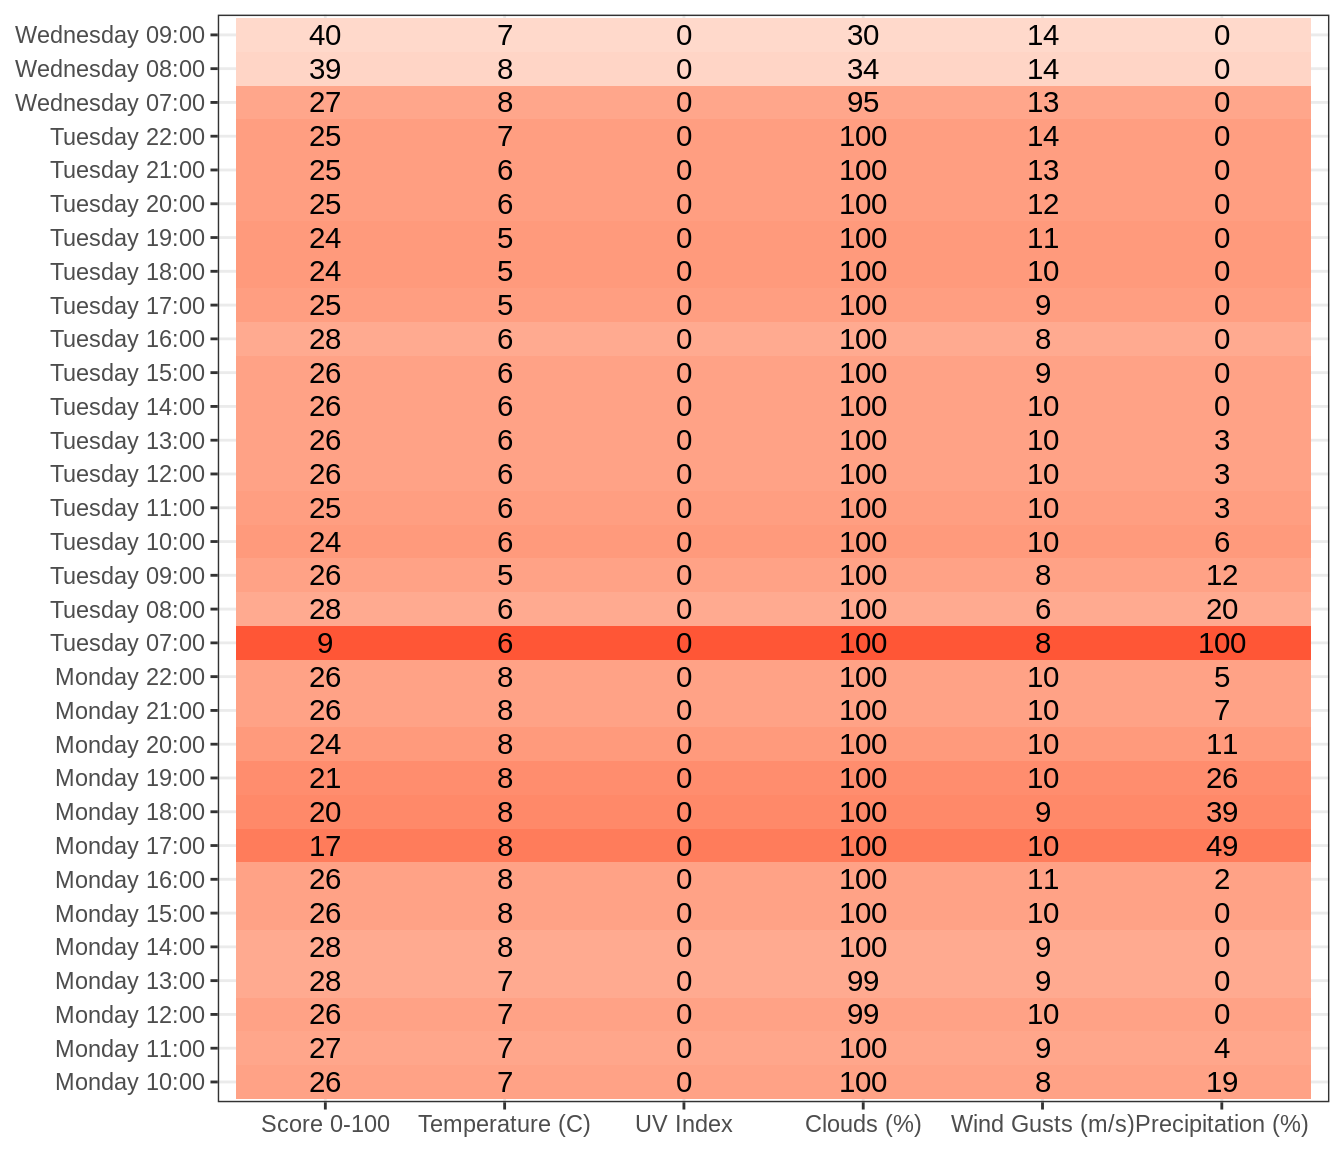 Wednesday 09:00 40 7 0 30 14 0
Wednesday 08:00 39 8 0 34 14 0
Wednesday 07:00 27 8 0 95 13 0
Tuesday 22:00 25 7 0 100 14 0
Tuesday 21:00 25 6 0 100 13 0
Tuesday 20:00 25 6 0 100 12 0
Tuesday 19:00 24 5 0 100 11 0
Tuesday 18:00 24 5 0 100 10 0
Tuesday 17:00 25 5 0 100 9 0
Tuesday 16:00 28 6 0 100 8 0
Tuesday 15:00 26 6 0 100 9 0
Tuesday 14:00 26 6 0 100 10 0
Tuesday 13:00 26 6 0 100 10 3
Tuesday 12:00 26 6 0 100 10 3
Tuesday 11:00 25 6 0 100 10 3
Tuesday 10:00 24 6 0 100 10 6
Tuesday 09:00 26 5 0 100 8 12
Tuesday 08:00 28 6 0 100 6 20
Tuesday 07:00 9 6 0 100 8 100
Monday 22:00 26 8 0 100 10 5
Monday 21:00 26 8 0 100 10 7
Monday 20:00 24 8 0 100 10 11
Monday 19:00 21 8 0 100 10 26
Monday 18:00 20 8 0 100 9 39
Monday 17:00 17 8 0 100 10 49
Monday 16:00 26 8 0 100 11 2
Monday 15:00 26 8 0 100 10 0
Monday 14:00 28 8 0 100 9 0
Monday 13:00 28 7 0 99 9 0
Monday 12:00 26 7 0 99 10 0
Monday 11:00 27 7 0 100 9 4
Monday 10:00 26 7 0 100 8 19
Score 0-100 Temperature (C) UV Index Clouds (%) Wind Gusts (m/s) Precipitation (%)